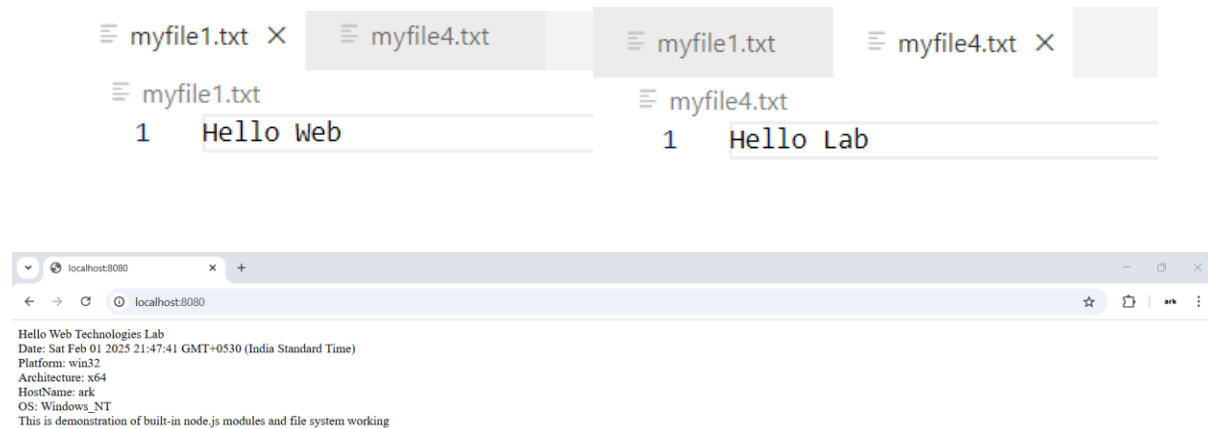 myfile1.txt myfile4.txt
myfile1.txt
1 Hello Web
myfile1.txt myfile4.txt
myfile4.txt
1 Hello Lab
localhost:8080
localhost:8080
ark
Hello Web Technologies Lab
Date: Sat Feb 01 2025 21:47:41 GMT+0530 (India Standard Time)
Platform: win32
Architecture: x64
HostName: ark
OS: Windows_NT
This is demonstration of built-in node.js modules and file system working